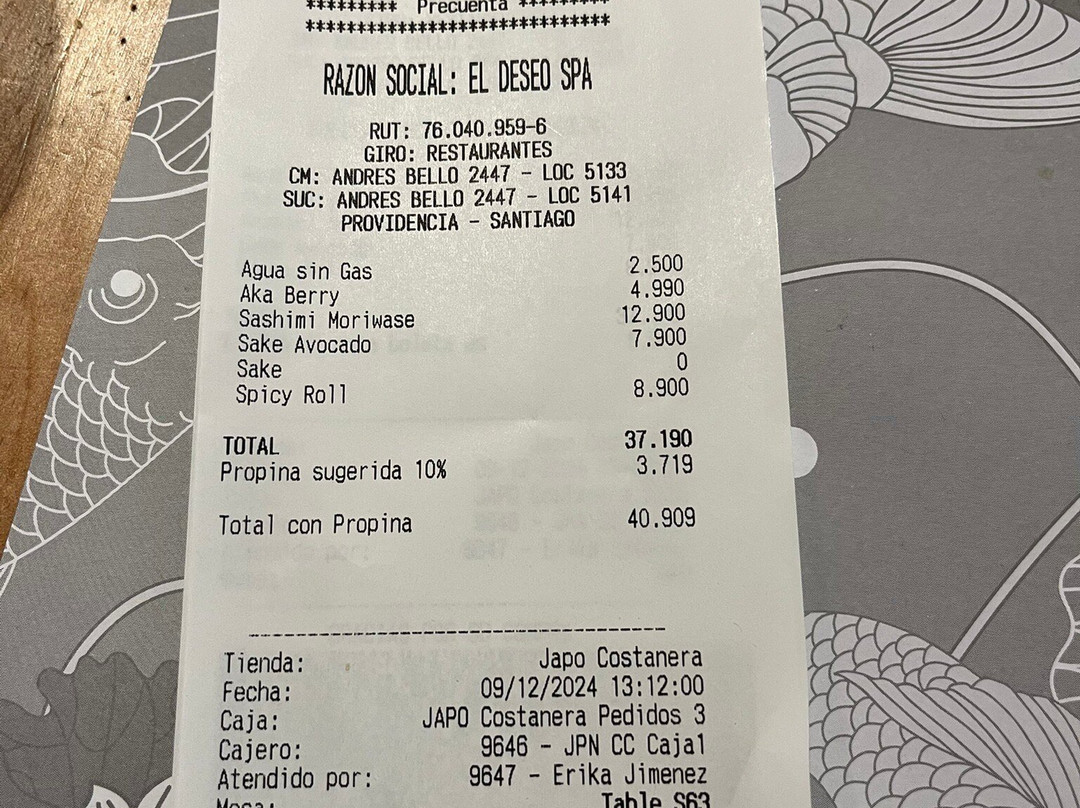 ********* Precuenta *********
*****************************
RAZON SOCIAL: EL DESEO SPA
RUT: 76.040.959-6
GIRO: RESTAURANTES
CM: ANDRES BELLO 2447 - LOC 5133
SUC: ANDRES BELLO 2447 - LOC 5141
PROVIDENCIA - SANTIAGO
Agua sin Gas 2.500
Aka Berry 4.990
Sashimi Moriwase 12.900
Sake Avocado 7.900
Sake 0
Spicy Roll 8.900
TOTAL 37.190
Propina sugerida 10% 3.719
Total con Propina 40.909
-----------------------------------
Tienda: Japo Costanera
Fecha: 09/12/2024 13:12:00
Caja: JAPO Costanera Pedidos 3
Cajero: 9646 - JPN CC Caja1
Atendido por: 9647 - Erika Jimenez
Mesa: Table S63